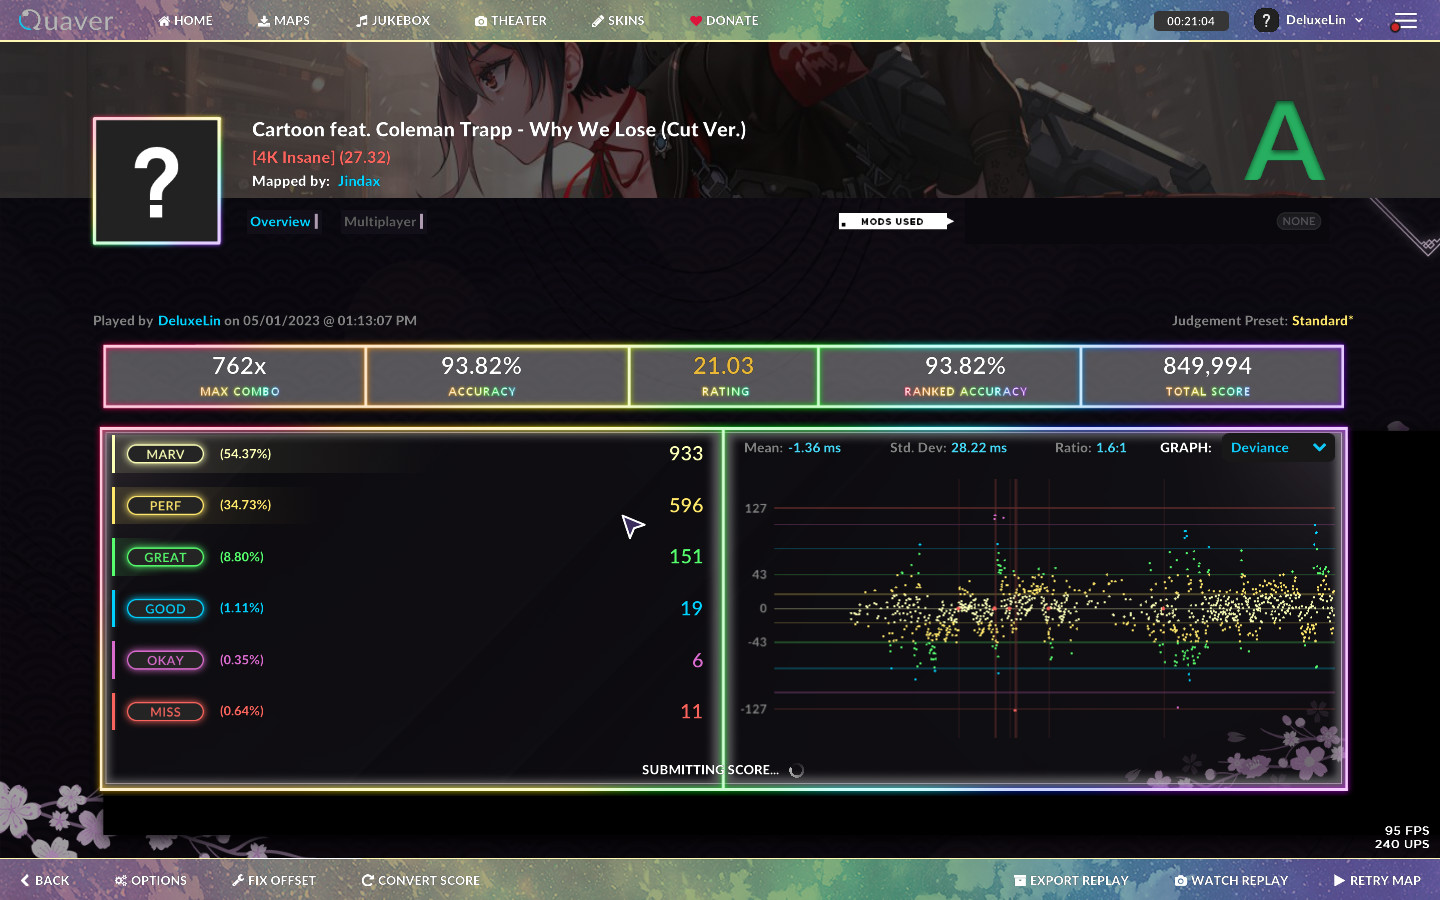 Quaver HOME MAPS JUKEBOX THEATER SKINS DONATE 00:21:04 ? DeluxeLin
?
Cartoon feat. Coleman Trapp - Why We Lose (Cut Ver.)
[4K Insane] (27.32)
Mapped by: Jindax
A
Overview Multiplayer MODS USED NONE
Played by DeluxeLin on 05/01/2023 @ 01:13:07 PM Judgement Preset: Standard*
762x 93.82% 21.03 93.82% 849,994
MAX COMBO ACCURACY RATING RANKED ACCURACY TOTAL SCORE
MARV (54.37%) 933
PERF (34.73%) 596
GREAT (8.80%) 151
GOOD (1.11%) 19
OKAY (0.35%) 6
MISS (0.64%) 11
Mean: -1.36 ms Std. Dev: 28.22 ms Ratio: 1.6:1 GRAPH: Deviance
127
43
0
-43
-127
SUBMITTING SCORE...
95 FPS
240 UPS
BACK OPTIONS FIX OFFSET CONVERT SCORE EXPORT REPLAY WATCH REPLAY RETRY MAP